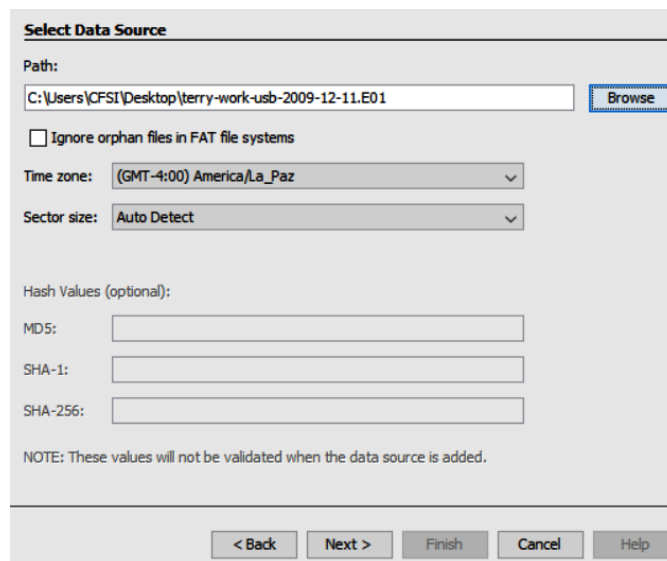 Select Data Source
Path:
C:\Users\CFSI\Desktop\terry-work-usb-2009-12-11.E01 Browse
Ignore orphan files in FAT file systems
Time zone: (GMT-4:00) America/La_Paz
Sector size: Auto Detect
Hash Values (optional):
MD5:
SHA-1:
SHA-256:
NOTE: These values will not be validated when the data source is added.
< Back Next > Finish Cancel Help